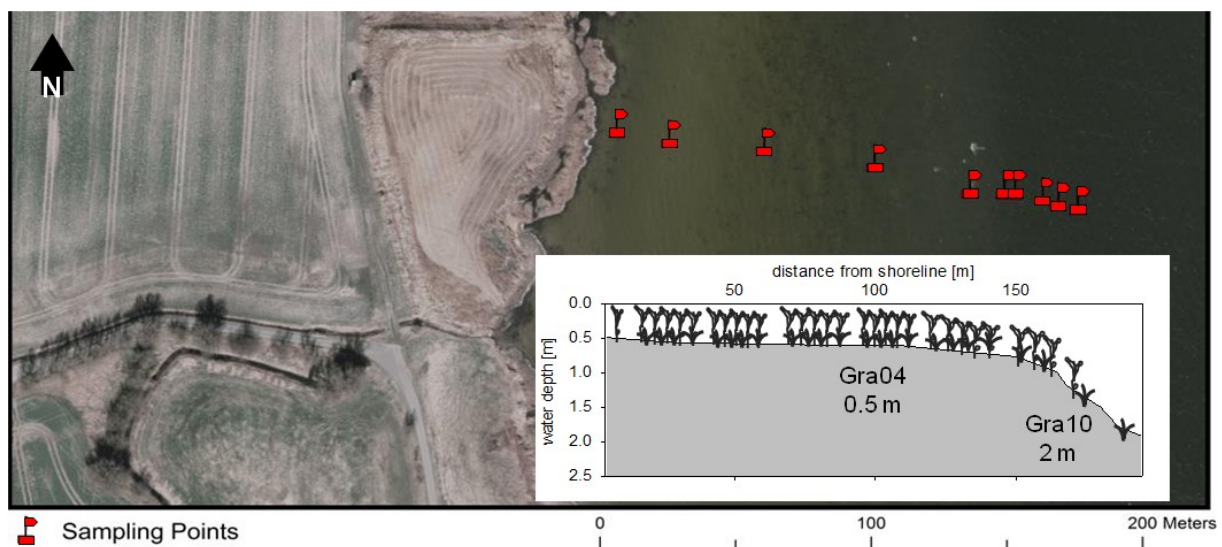 N
distance from shoreline [m]
50 100 150
0.0
0.5
1.0
1.5
2.0
2.5
water depth [m]
Gra04
0.5 m
Gra10
2 m
Sampling Points
0 100 200 Meters